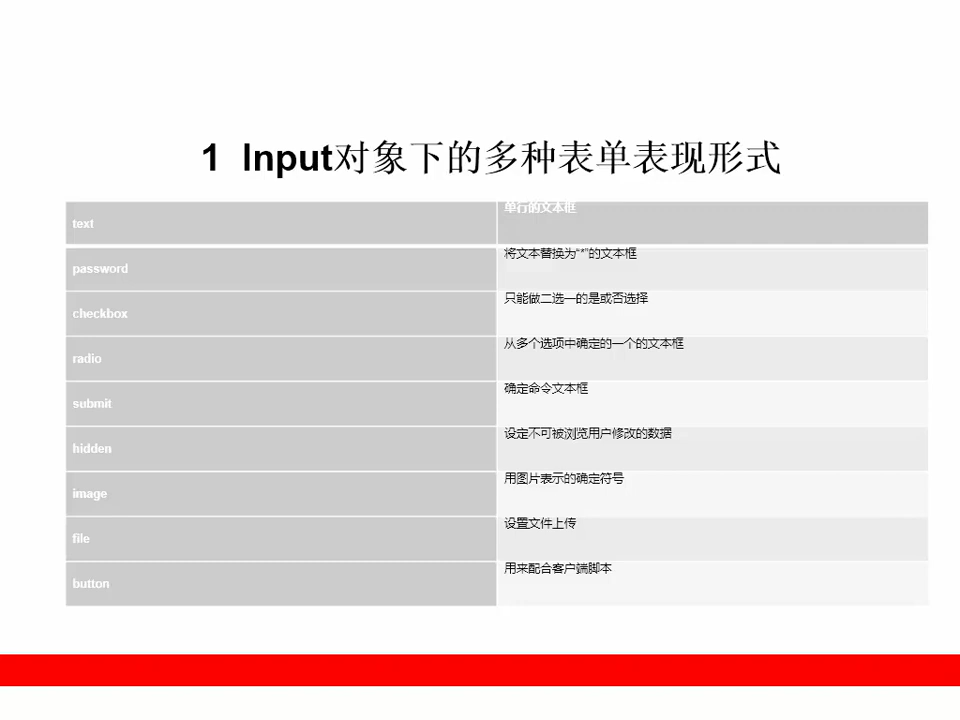 1 Input对象下的多种表单表现形式
text 单行的文本框
password 将文本替换为“*”的文本框
checkbox 只能做二选一的是或否选择
radio 从多个选项中确定的一个的文本框
submit 确定命令文本框
hidden 设定不可被浏览用户修改的数据
image 用图片表示的确定符号
file 设置文件上传
button 用来配合客户端脚本